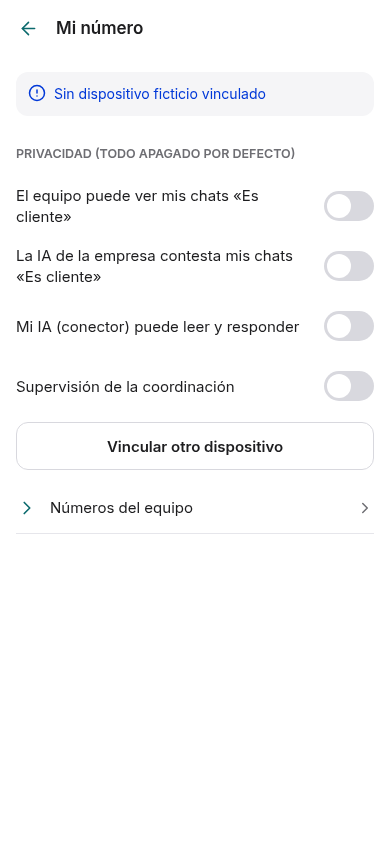 Mi número
Sin dispositivo ficticio vinculado
PRIVACIDAD (TODO APAGADO POR DEFECTO)
El equipo puede ver mis chats «Es
cliente»
La IA de la empresa contesta mis chats
«Es cliente»
Mi IA (conector) puede leer y responder
Supervisión de la coordinación
Vincular otro dispositivo
Números del equipo